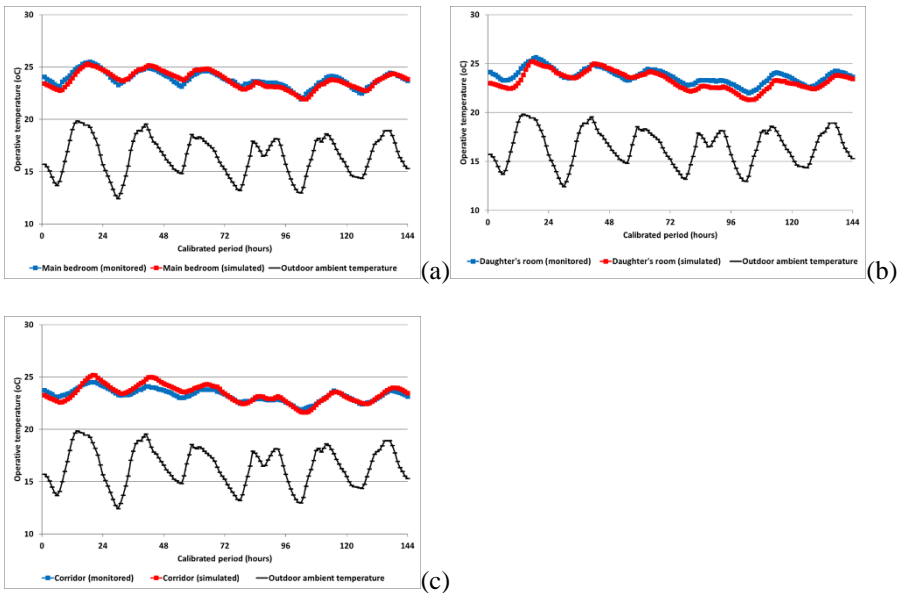 30
25
20
15
10
Operative temperature (oC)
0 24 48 72 96 120 144
Calibrated period (hours)
Main bedroom (monitored) Main bedroom (simulated) Outdoor ambient temperature
(a)
30
25
20
15
10
Operative temperature (oC)
0 24 48 72 96 120 144
Calibrated period (hours)
Daughter's room (monitored) Daughter's room (simulated) Outdoor ambient temperature
(b)
30
25
20
15
10
Operative temperature (oC)
0 24 48 72 96 120 144
Calibrated period (hours)
Corridor (monitored) Corridor (simulated) Outdoor ambient temperature
(c)